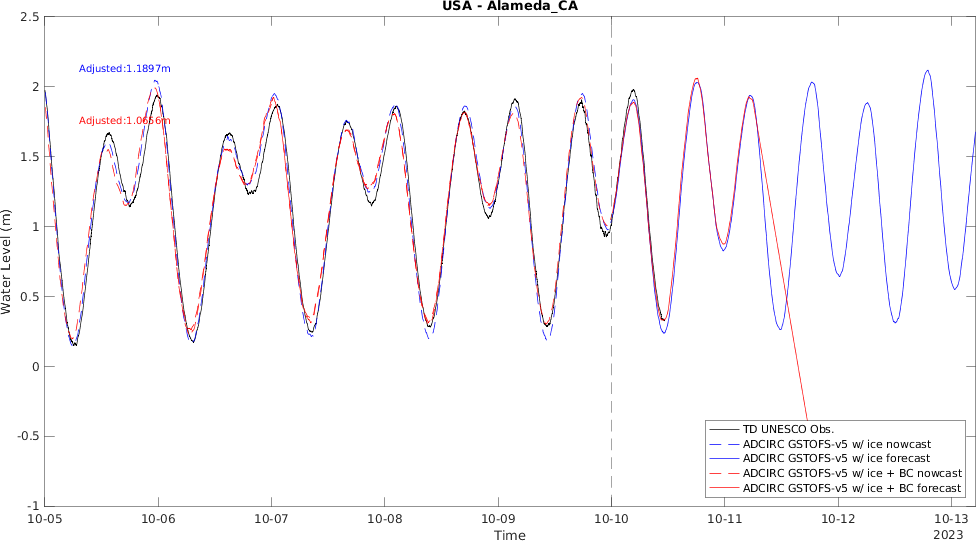 USA - Alameda_CA
2.5
2
1.5
1
0.5
0
-0.5
-1
Water Level (m)
Adjusted:1.1897m
Adjusted:1.0656m
TD UNESCO Obs.
ADCIRC GSTOFS-v5 w/ ice nowcast
ADCIRC GSTOFS-v5 w/ ice forecast
ADCIRC GSTOFS-v5 w/ ice + BC nowcast
ADCIRC GSTOFS-v5 w/ ice + BC forecast
10-05 10-06 10-07 10-08 10-09 10-10 10-11 10-12 10-13
Time
2023